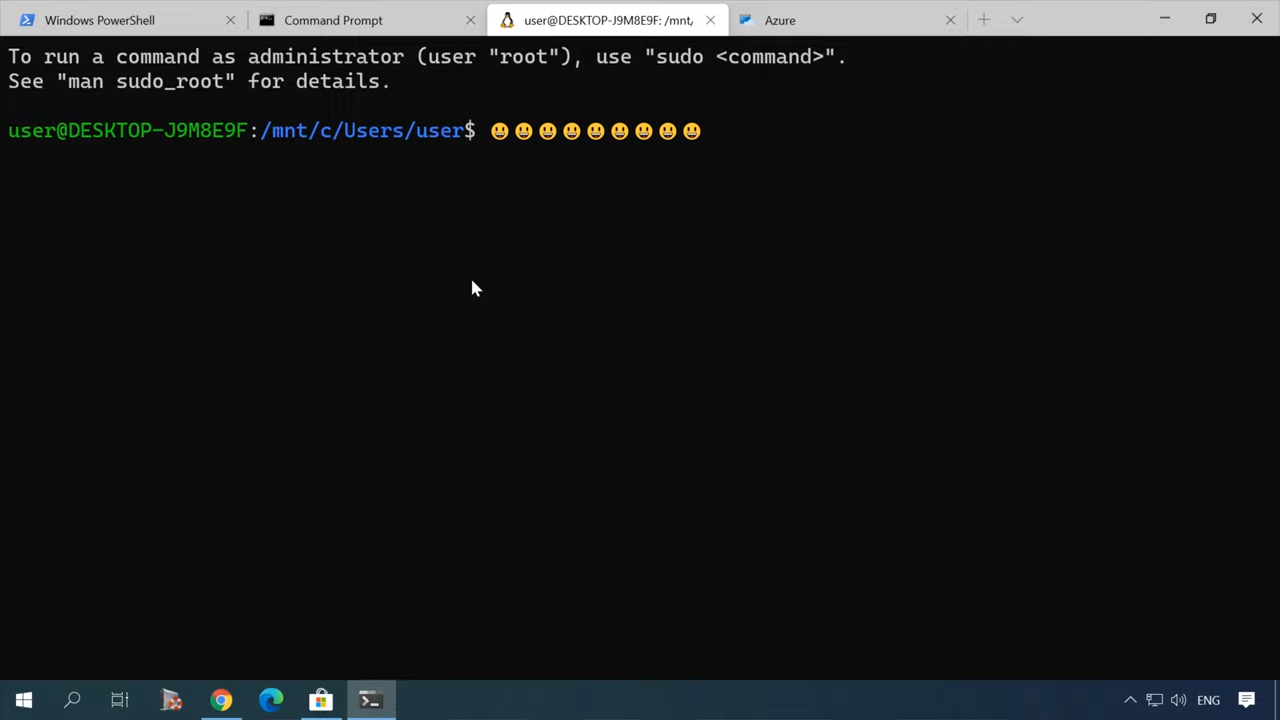 Windows PowerShell
Command Prompt
user@DESKTOP-J9M8E9F: /mnt/
Azure
To run a command as administrator (user "root"), use "sudo <command>".
See "man sudo_root" for details.
user@DESKTOP-J9M8E9F:/mnt/c/Users/user$ 😃😃😃😃😃😃😃😃😃
ENG